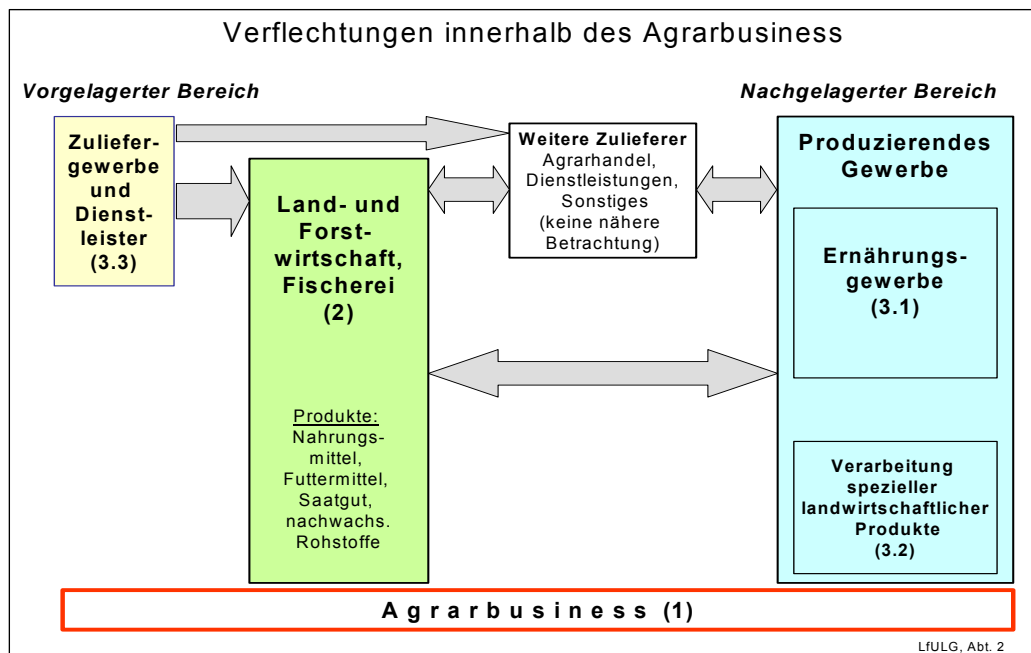 Verflechtungen innerhalb des Agrarbusiness
Vorgelagerter Bereich
Nachgelagerter Bereich
Zuliefer-
gewerbe
und
Dienst-
leister
(3.3)
Land- und
Forst-
wirtschaft,
Fischerei
(2)
Produkte:
Nahrungs-
mittel,
Futtermittel,
Saatgut,
nachwachs.
Rohstoffe
Weitere Zulieferer
Agrarhandel,
Dienstleistungen,
Sonstiges
(keine nähere
Betrachtung)
Produzierendes
Gewerbe
Ernährungs-
gewerbe
(3.1)
Verarbeitung
spezieller
landwirtschaftlicher
Produkte
(3.2)
Agrarbusiness (1)
LfULG, Abt. 2